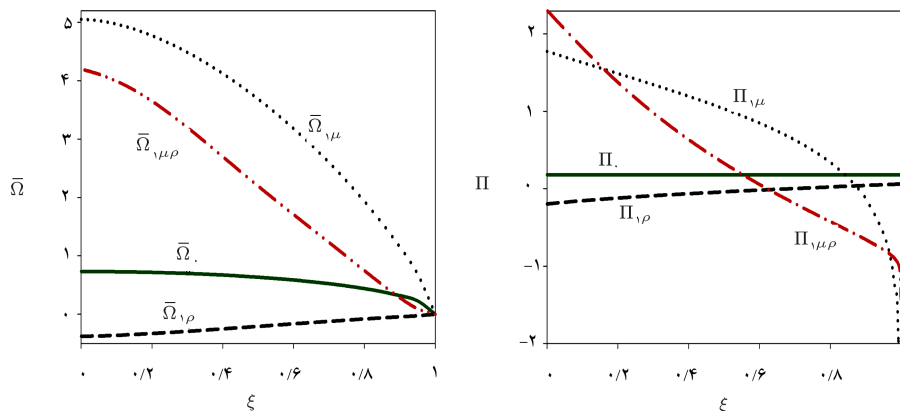 ۵
۴
۳
۲
۱
۰
Ω̅
Ω̅۱μ
Ω̅۱μρ
Ω̅۰
Ω̅۱ρ
۰ ۰/۲ ۰/۴ ۰/۶ ۰/۸ ۱
ξ
۲
۱
۰
−۱
−۲
Π
Π۱μ
Π۰
Π۱ρ
Π۱μρ
۰ ۰/۲ ۰/۴ ۰/۶ ۰/۸
ξ